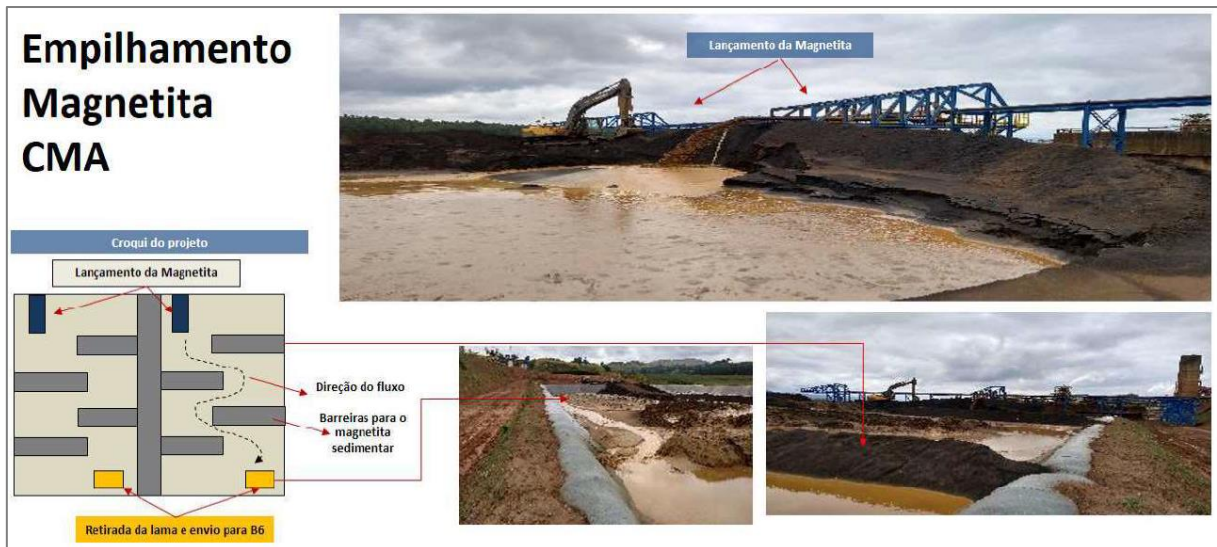 Empilhamento
Magnetita
CMA
Lançamento da Magnetita
Croqui do projeto
Lançamento da Magnetita
Direção do fluxo
Barreiras para o
magnetita
sedimentar
Retirada da lama e envio para B6